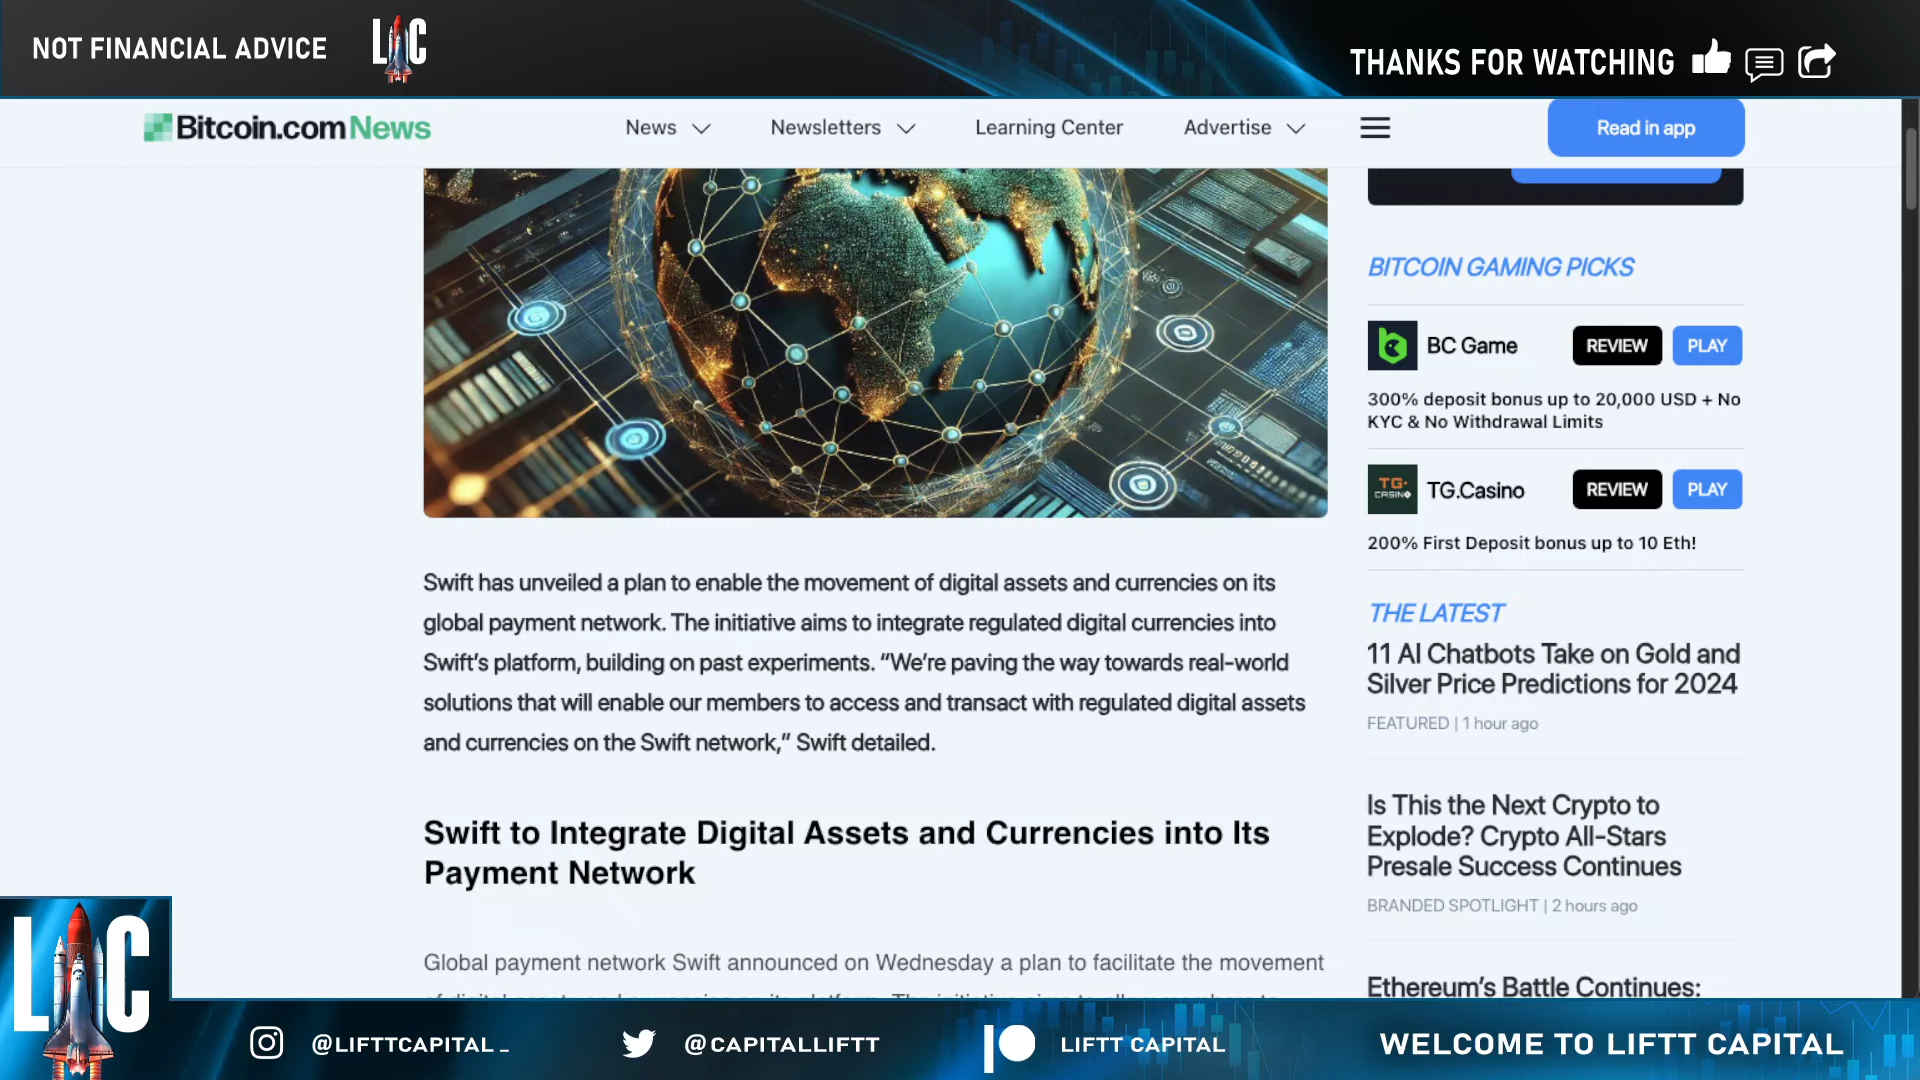 NOT FINANCIAL ADVICE
LC
THANKS FOR WATCHING
Bitcoin.com News
News
Newsletters
Learning Center
Advertise
Read in app
BITCOIN GAMING PICKS
BC Game
REVIEW
PLAY
300% deposit bonus up to 20,000 USD + No
KYC & No Withdrawal Limits
TG.
CASINO
TG.Casino
REVIEW
PLAY
200% First Deposit bonus up to 10 Eth!
Swift has unveiled a plan to enable the movement of digital assets and currencies on its
global payment network. The initiative aims to integrate regulated digital currencies into
Swift’s platform, building on past experiments. “We’re paving the way towards real-world
solutions that will enable our members to access and transact with regulated digital assets
and currencies on the Swift network,” Swift detailed.
Swift to Integrate Digital Assets and Currencies into Its
Payment Network
Global payment network Swift announced on Wednesday a plan to facilitate the movement
THE LATEST
11 AI Chatbots Take on Gold and
Silver Price Predictions for 2024
FEATURED | 1 hour ago
Is This the Next Crypto to
Explode? Crypto All-Stars
Presale Success Continues
BRANDED SPOTLIGHT | 2 hours ago
Ethereum’s Battle Continues:
LC
@LIFTTCAPITAL_
@CAPITALLIFTT
LIFTT CAPITAL
WELCOME TO LIFTT CAPITAL